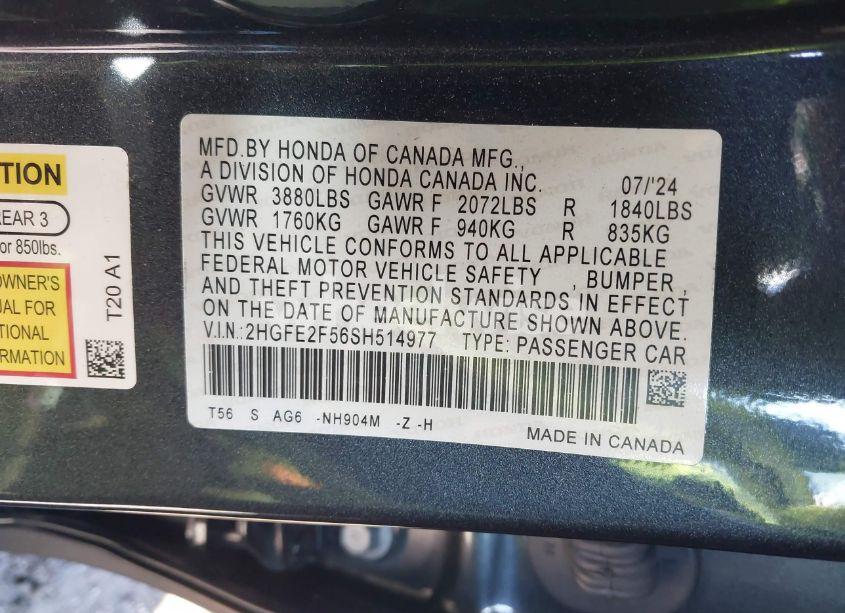 TION
REAR 3
or 850lbs.
OWNER'S
UAL FOR
TIONAL
ORMATION
T20 A1
MFD.BY HONDA OF CANADA MFG.,
A DIVISION OF HONDA CANADA INC. 07/'24
GVWR 3880LBS GAWR F 2072LBS R 1840LBS
GVWR 1760KG GAWR F 940KG R 835KG
THIS VEHICLE CONFORMS TO ALL APPLICABLE
FEDERAL MOTOR VEHICLE SAFETY , BUMPER ,
AND THEFT PREVENTION STANDARDS IN EFFECT
ON THE DATE OF MANUFACTURE SHOWN ABOVE.
V.I.N.:2HGFE2F56SH514977 TYPE: PASSENGER CAR
T56 S AG6 -NH904M -Z -H
MADE IN CANADA